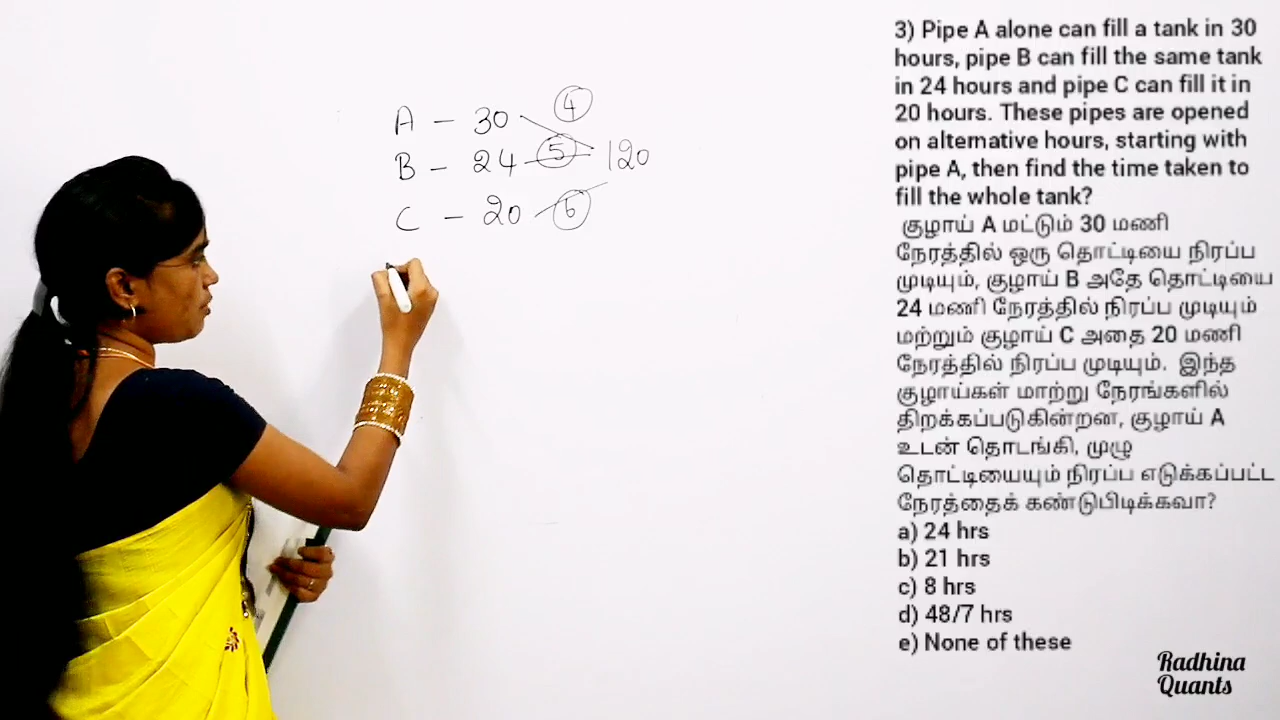 A - 30 4
B - 24 5 120
C - 20 6
3) Pipe A alone can fill a tank in 30
hours, pipe B can fill the same tank
in 24 hours and pipe C can fill it in
20 hours. These pipes are opened
on alternative hours, starting with
pipe A, then find the time taken to
fill the whole tank?
குழாய் A மட்டும் 30 மணி
நேரத்தில் ஒரு தொட்டியை நிரப்ப
முடியும், குழாய் B அதே தொட்டியை
24 மணி நேரத்தில் நிரப்ப முடியும்
மற்றும் குழாய் C அதை 20 மணி
நேரத்தில் நிரப்ப முடியும். இந்த
குழாய்கள் மாற்று நேரங்களில்
திறக்கப்படுகின்றன, குழாய் A
உடன் தொடங்கி, முழு
தொட்டியையும் நிரப்ப எடுக்கப்பட்ட
நேரத்தைக் கண்டுபிடிக்கவா?
a) 24 hrs
b) 21 hrs
c) 8 hrs
d) 48/7 hrs
e) None of these
Radhina
Quants